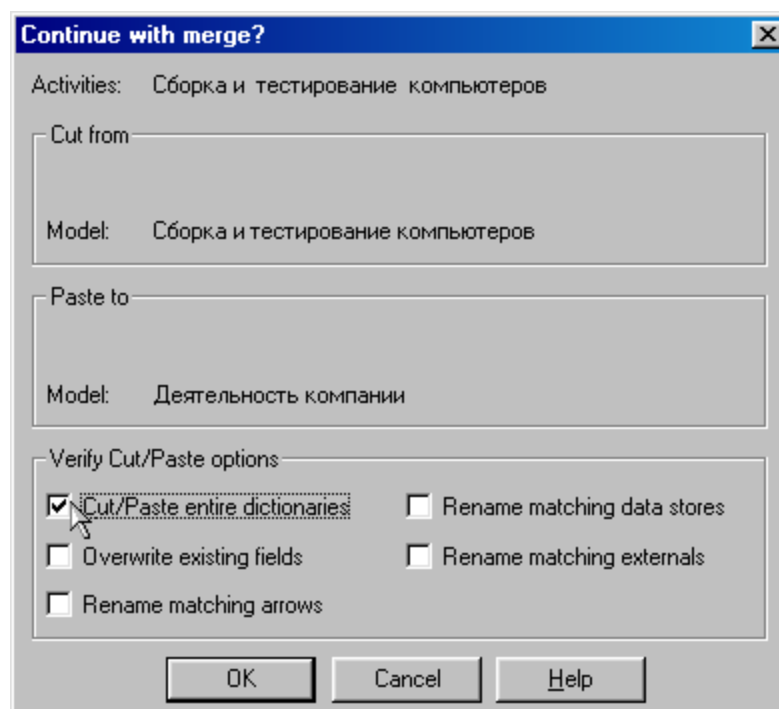 Continue with merge?
Activities: Сборка и тестирование компьютеров
Cut from
Model: Сборка и тестирование компьютеров
Paste to
Model: Деятельность компании
Verify Cut/Paste options
Cut/Paste entire dictionaries Rename matching data stores
Overwrite existing fields Rename matching externals
Rename matching arrows
OK Cancel Help